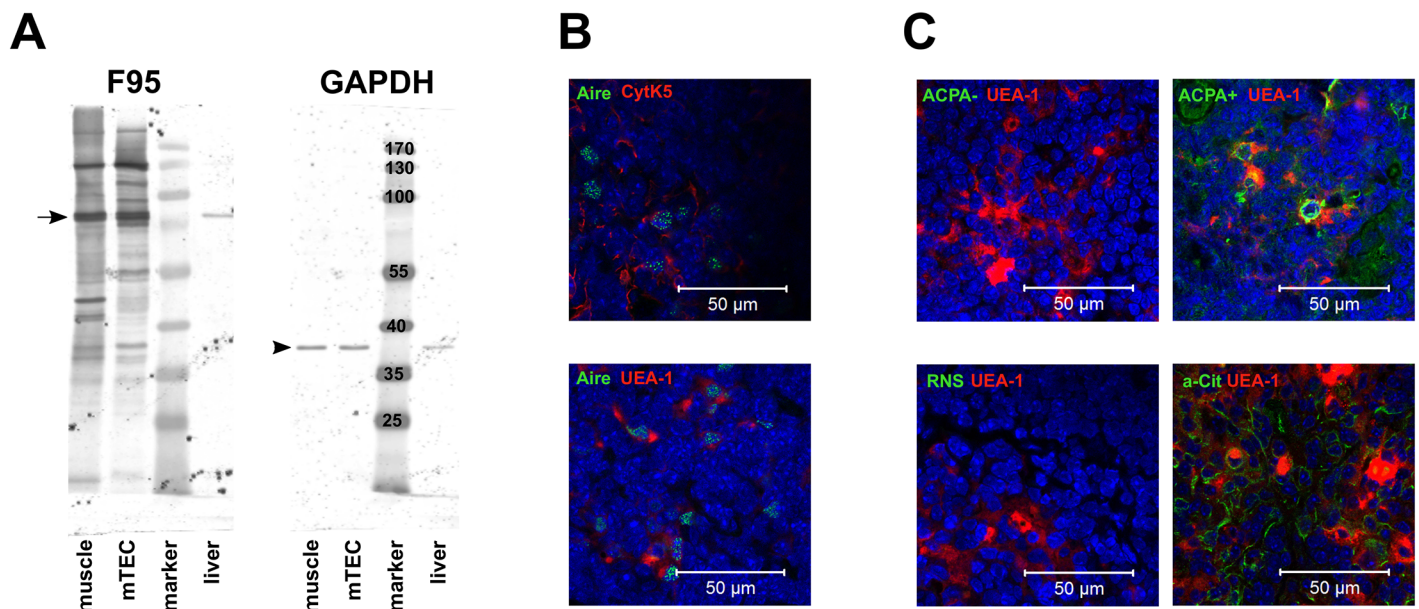 A
B
C
F95
GAPDH
170
130
100
55
40
35
25
muscle
mTEC
marker
liver
muscle
mTEC
marker
liver
Aire CytK5
50 µm
Aire UEA-1
50 µm
ACPA- UEA-1
50 µm
ACPA+ UEA-1
50 µm
RNS UEA-1
50 µm
a-Cit UEA-1
50 µm